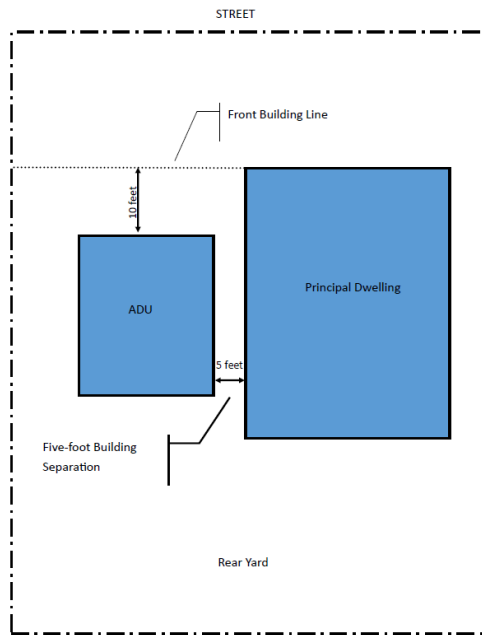 STREET
Front Building Line
10 feet
Principal Dwelling
ADU
5 feet
Five-foot Building
Separation
Rear Yard